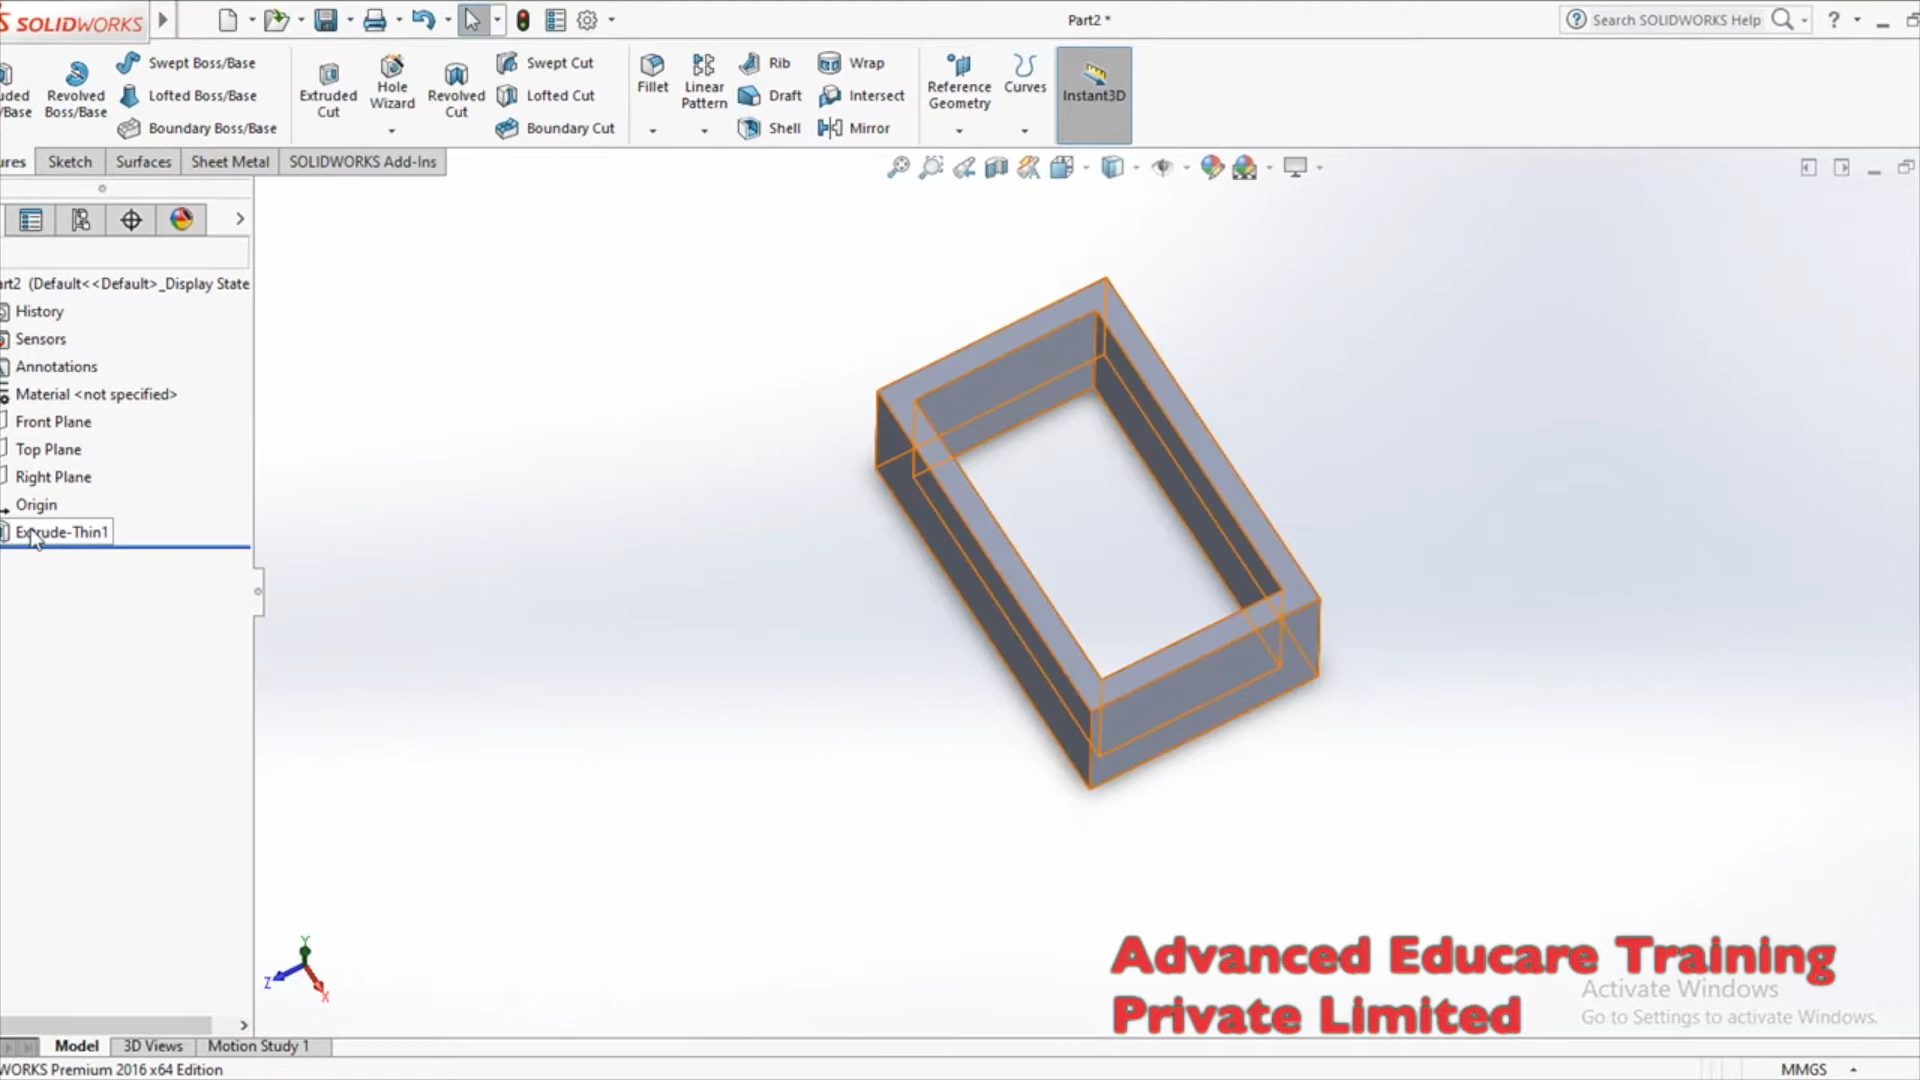 SOLIDWORKS
Part2 *
Search SOLIDWORKS Help
?
Revolved Boss/Base
Swept Boss/Base
Lofted Boss/Base
Boundary Boss/Base
Extruded Cut
Hole Wizard
Revolved Cut
Swept Cut
Lofted Cut
Boundary Cut
Fillet
Linear Pattern
Rib
Draft
Shell
Wrap
Intersect
Mirror
Reference Geometry
Curves
Instant3D
ures
Sketch
Surfaces
Sheet Metal
SOLIDWORKS Add-Ins
art2 (Default<<Default>_Display State
History
Sensors
Annotations
Material <not specified>
Front Plane
Top Plane
Right Plane
Origin
Extrude-Thin1
Y
Z
X
Advanced Educare Training
Private Limited
Activate Windows
Go to Settings to activate Windows.
Model
3D Views
Motion Study 1
WORKS Premium 2016 x64 Edition
MMGS